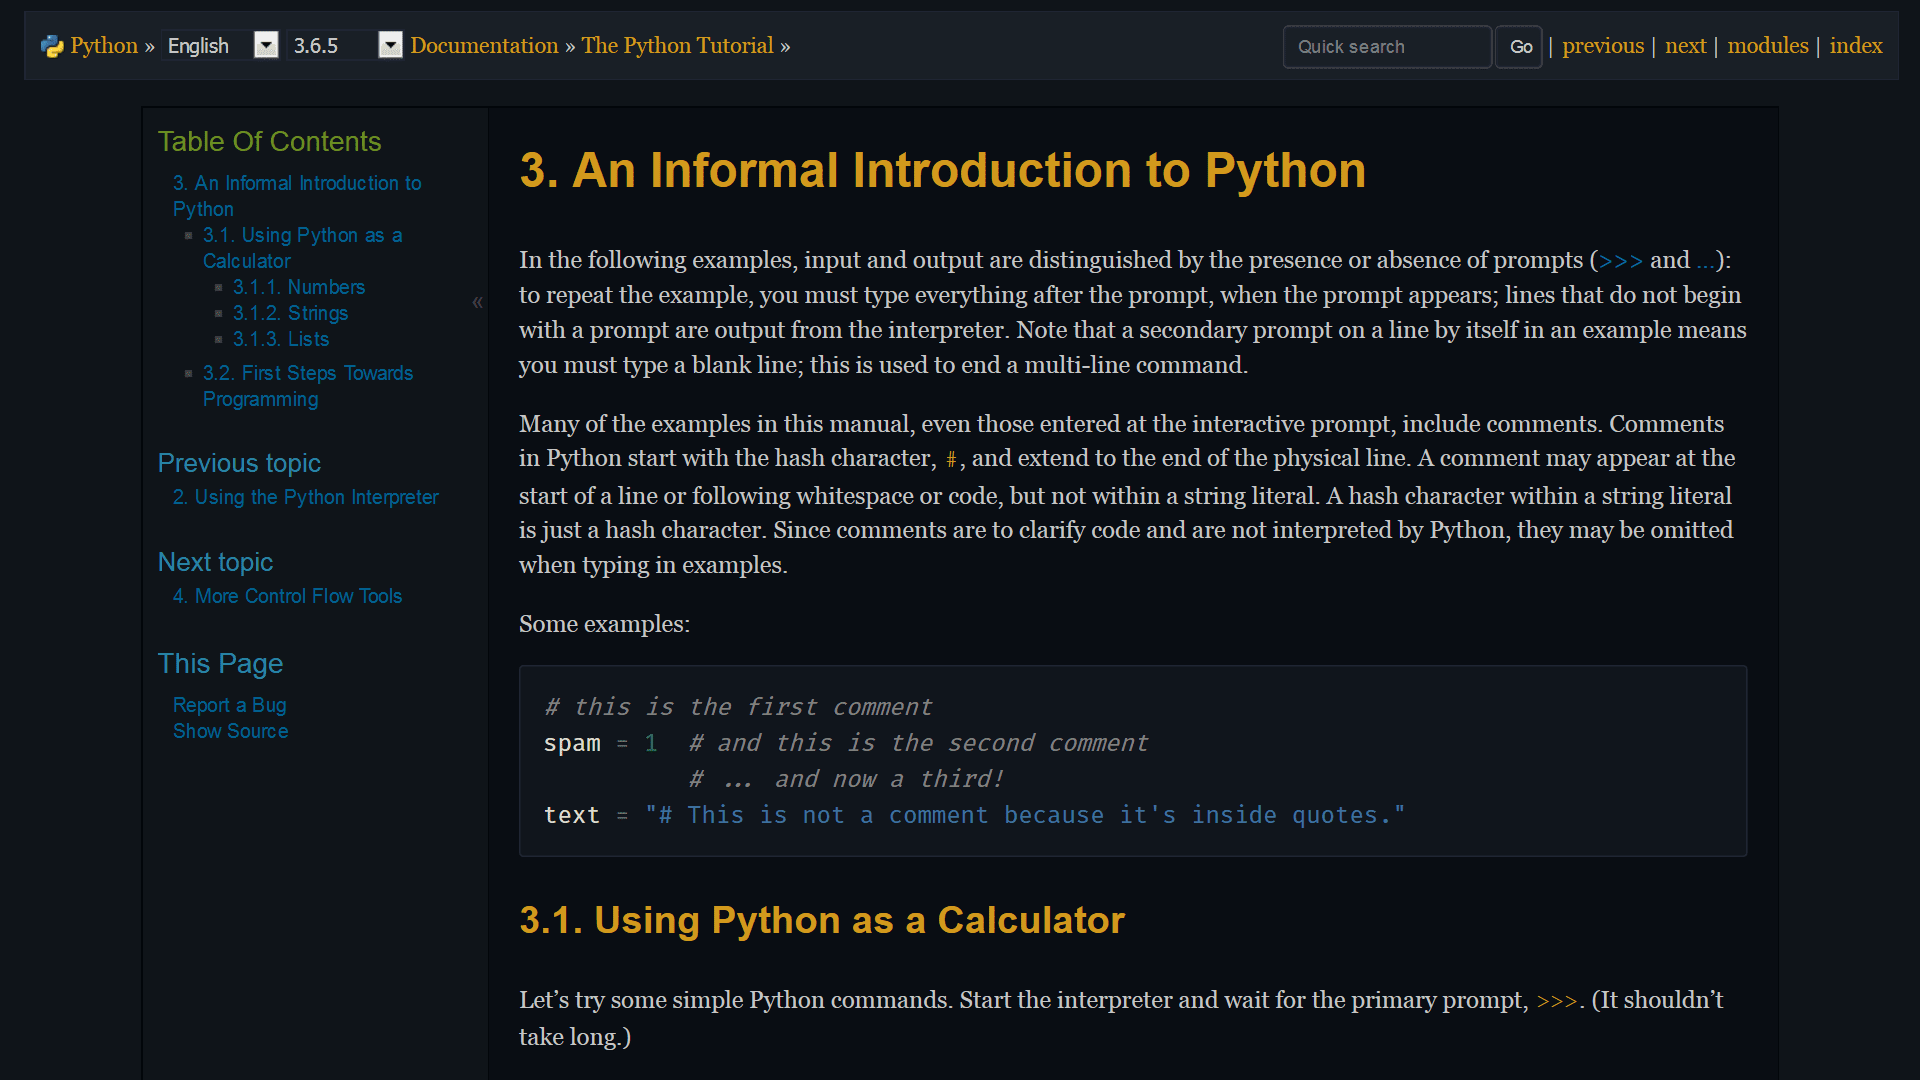 Python » English 3.6.5 Documentation » The Python Tutorial » Quick search Go | previous | next | modules | index
Table Of Contents
3. An Informal Introduction to
Python
3.1. Using Python as a
Calculator
3.1.1. Numbers
3.1.2. Strings
3.1.3. Lists
3.2. First Steps Towards
Programming
Previous topic
2. Using the Python Interpreter
Next topic
4. More Control Flow Tools
This Page
Report a Bug
Show Source
«
3. An Informal Introduction to Python
In the following examples, input and output are distinguished by the presence or absence of prompts (>>> and ...):
to repeat the example, you must type everything after the prompt, when the prompt appears; lines that do not begin
with a prompt are output from the interpreter. Note that a secondary prompt on a line by itself in an example means
you must type a blank line; this is used to end a multi-line command.
Many of the examples in this manual, even those entered at the interactive prompt, include comments. Comments
in Python start with the hash character, #, and extend to the end of the physical line. A comment may appear at the
start of a line or following whitespace or code, but not within a string literal. A hash character within a string literal
is just a hash character. Since comments are to clarify code and are not interpreted by Python, they may be omitted
when typing in examples.
Some examples:
# this is the first comment
spam = 1  # and this is the second comment
# ... and now a third!
text = "# This is not a comment because it's inside quotes."
3.1. Using Python as a Calculator
Let’s try some simple Python commands. Start the interpreter and wait for the primary prompt, >>>. (It shouldn’t
take long.)